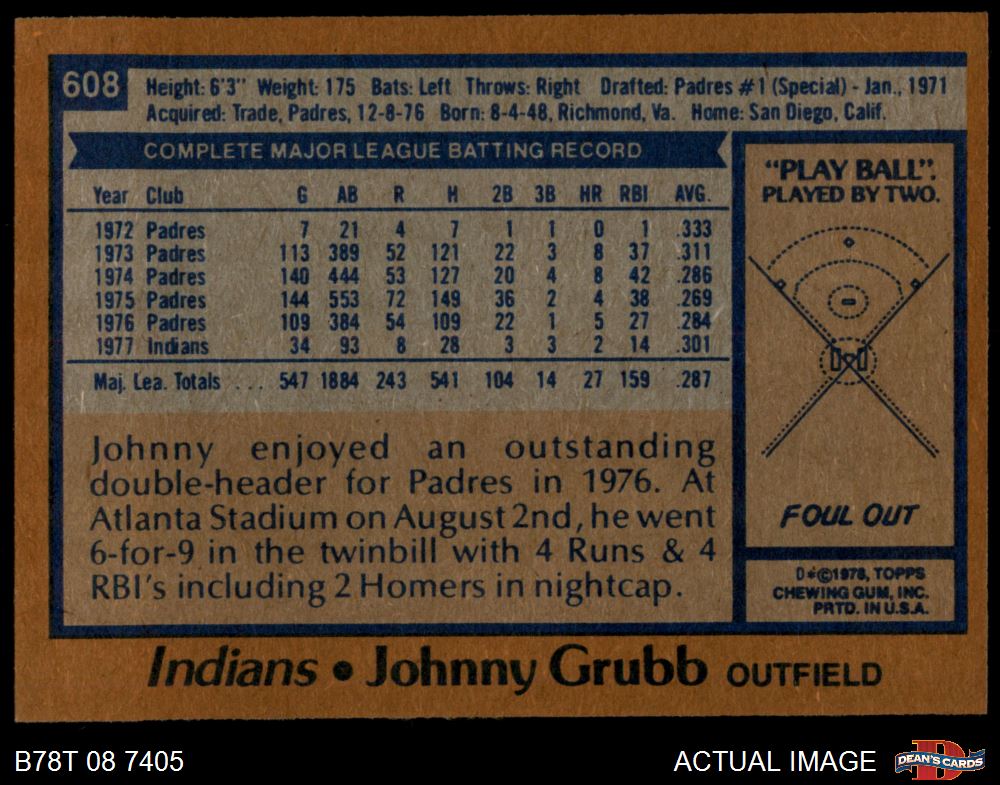 608
Height: 6'3" Weight: 175 Bats: Left Throws: Right Drafted: Padres #1 (Special) - Jan., 1971
Acquired: Trade, Padres, 12-8-76 Born: 8-4-48, Richmond, Va. Home: San Diego, Calif.
COMPLETE MAJOR LEAGUE BATTING RECORD
Year Club G AB R H 2B 3B HR RBI AVG.
1972 Padres 7 21 4 7 1 1 0 1 .333
1973 Padres 113 389 52 121 22 3 8 37 .311
1974 Padres 140 444 53 127 20 4 8 42 .286
1975 Padres 144 553 72 149 36 2 4 38 .269
1976 Padres 109 384 54 109 22 1 5 27 .284
1977 Indians 34 93 8 28 3 3 2 14 .301
Maj. Lea. Totals ... 547 1884 243 541 104 14 27 159 .287
Johnny enjoyed an outstanding
double-header for Padres in 1976. At
Atlanta Stadium on August 2nd, he went
6-for-9 in the twinbill with 4 Runs & 4
RBI's including 2 Homers in nightcap.
"PLAY BALL".
PLAYED BY TWO.
FOUL OUT
D*©1978, TOPPS
CHEWING GUM, INC.
PRTD. IN U.S.A.
Indians • Johnny Grubb OUTFIELD
B78T 08 7405
ACTUAL IMAGE
DEAN'S CARDS